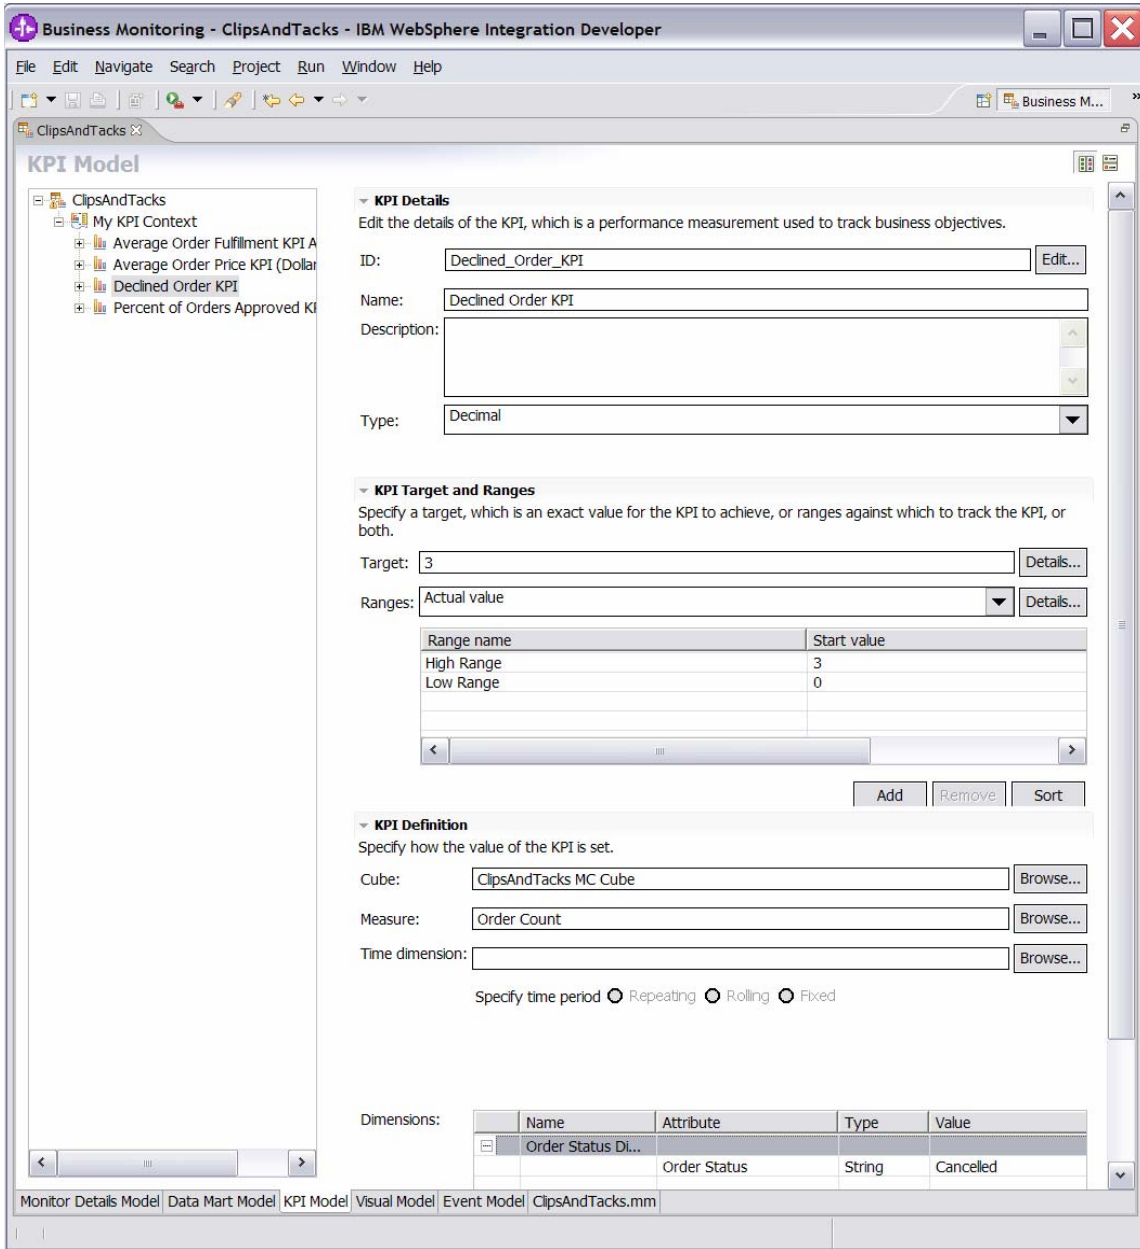 Business Monitoring - ClipsAndTacks - IBM WebSphere Integration Developer
File Edit Navigate Search Project Run Window Help
Business M... »
ClipsAndTacks
KPI Model
ClipsAndTacks
My KPI Context
Average Order Fulfillment KPI A
Average Order Price KPI (Dollar
Declined Order KPI
Percent of Orders Approved KF
KPI Details
Edit the details of the KPI, which is a performance measurement used to track business objectives.
ID: Declined_Order_KPI Edit...
Name: Declined Order KPI
Description:
Type: Decimal
KPI Target and Ranges
Specify a target, which is an exact value for the KPI to achieve, or ranges against which to track the KPI, or
both.
Target: 3 Details...
Ranges: Actual value Details...
Range name Start value
High Range 3
Low Range 0
Add Remove Sort
KPI Definition
Specify how the value of the KPI is set.
Cube: ClipsAndTacks MC Cube Browse...
Measure: Order Count Browse...
Time dimension: Browse...
Specify time period Repeating Rolling Fixed
Dimensions: Name Attribute Type Value
Order Status Di...
Order Status String Cancelled
Monitor Details Model Data Mart Model KPI Model Visual Model Event Model ClipsAndTacks.mm